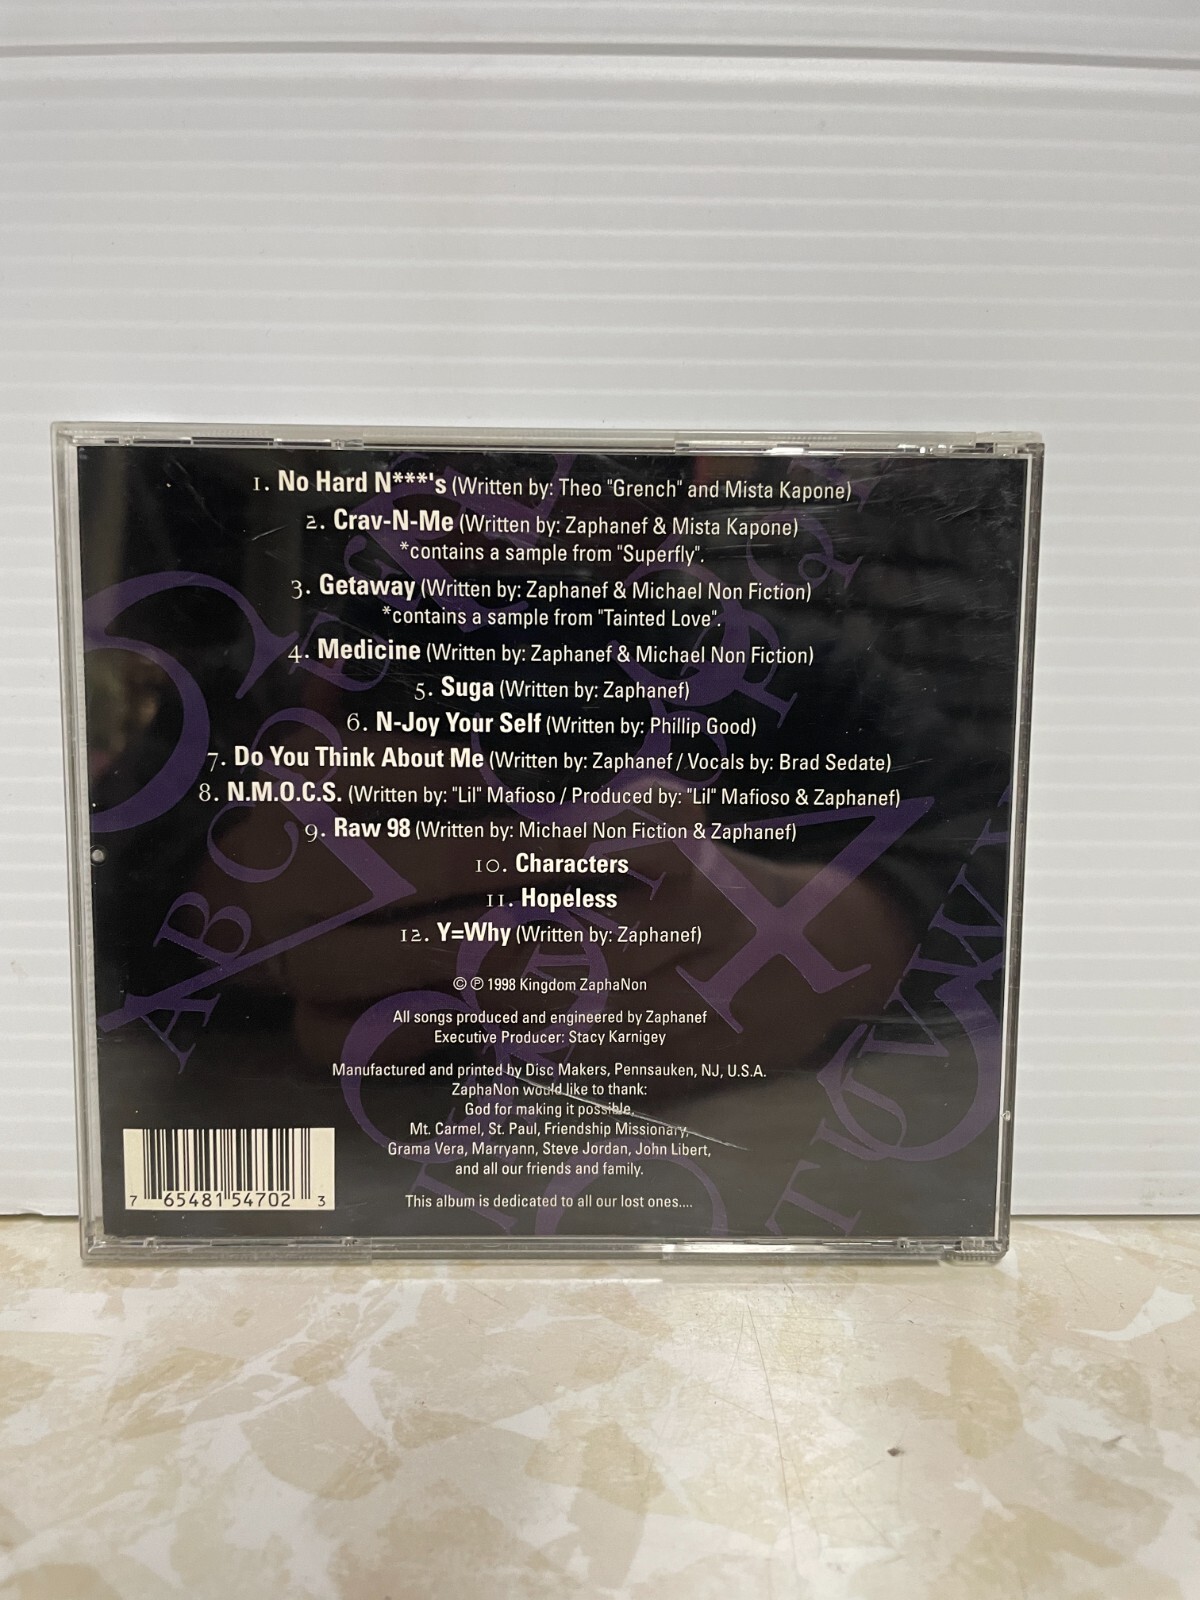 1. No Hard N***'s (Written by: Theo "Grench" and Mista Kapone)
2. Crav-N-Me (Written by: Zaphanef & Mista Kapone)
*contains a sample from "Superfly".
3. Getaway (Written by: Zaphanef & Michael Non Fiction)
*contains a sample from "Tainted Love".
4. Medicine (Written by: Zaphanef & Michael Non Fiction)
5. Suga (Written by: Zaphanef)
6. N-Joy Your Self (Written by: Phillip Good)
7. Do You Think About Me (Written by: Zaphanef / Vocals by: Brad Sedate)
8. N.M.O.C.S. (Written by: "Lil" Mafioso / Produced by: "Lil" Mafioso & Zaphanef)
9. Raw 98 (Written by: Michael Non Fiction & Zaphanef)
10. Characters
11. Hopeless
12. Y=Why (Written by: Zaphanef)
© ℗ 1998 Kingdom ZaphaNon
All songs produced and engineered by Zaphanef
Executive Producer: Stacy Karnigey
Manufactured and printed by Disc Makers, Pennsauken, NJ, U.S.A.
ZaphaNon would like to thank:
God for making it possible,
Mt. Carmel, St. Paul, Friendship Missionary,
Grama Vera, Marryann, Steve Jordan, John Libert,
and all our friends and family.
This album is dedicated to all our lost ones....
7 65481 54702 3